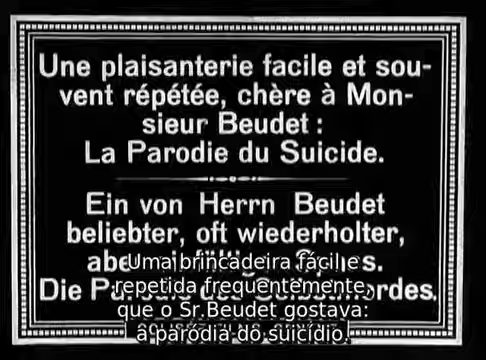 Une plaisanterie facile et sou-
vent répétée, chère à Mon-
sieur Beudet :
La Parodie du Suicide.
Ein von Herrn Beudet
beliebter, oft wiederholter,
Die
Uma brincadeira fácil e
repetida frequentemente,
que o Sr.Beudet gostava:
a paródia do suicídio.